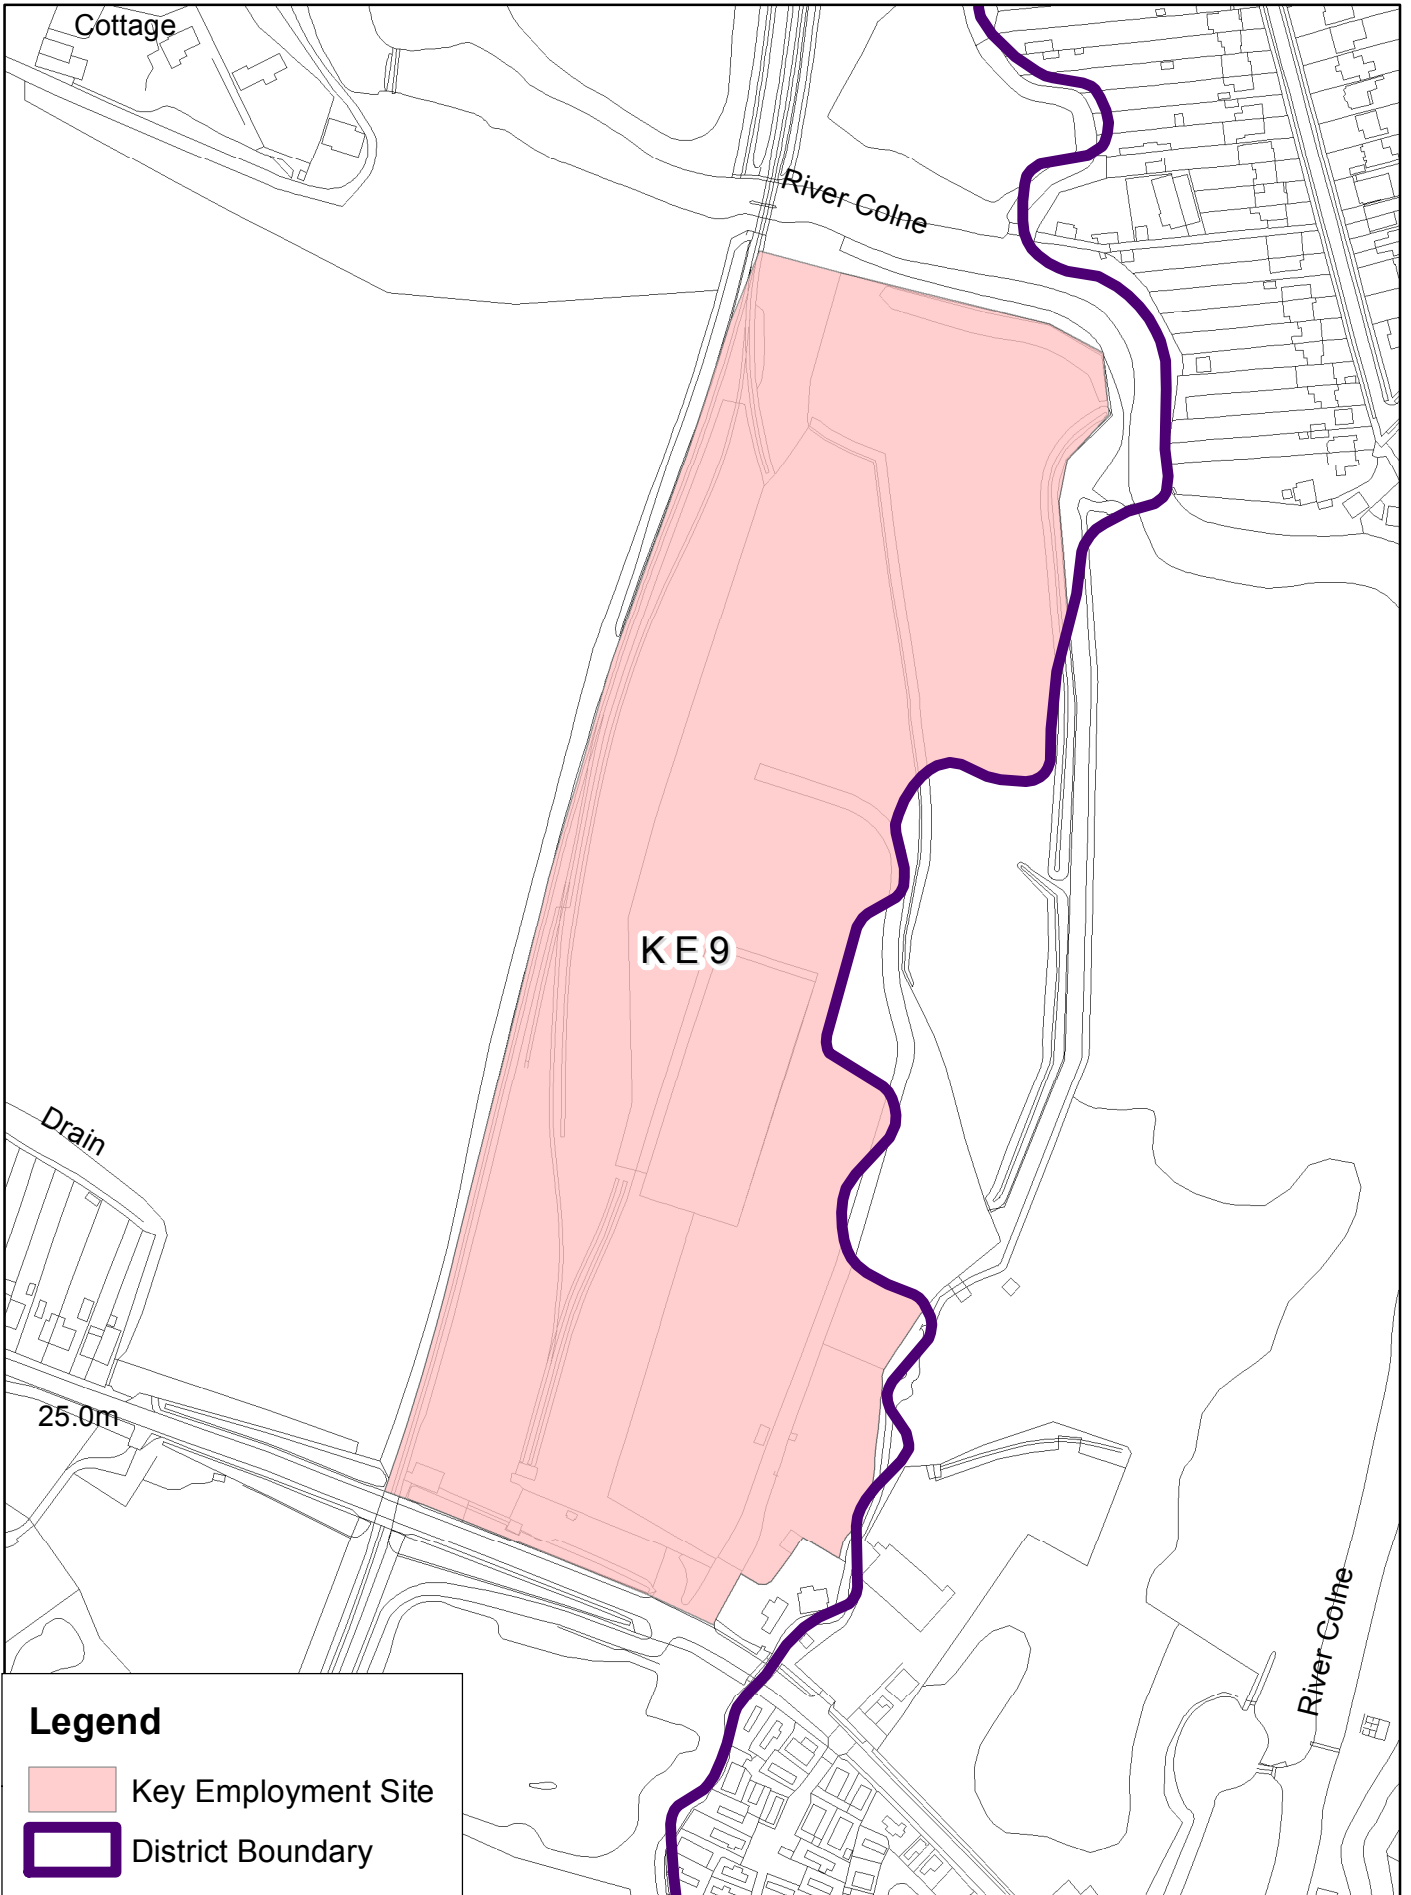 Cottage
River Colne
KE9
Drain
25.0m
River Colne
Legend
Key Employment Site
District Boundary